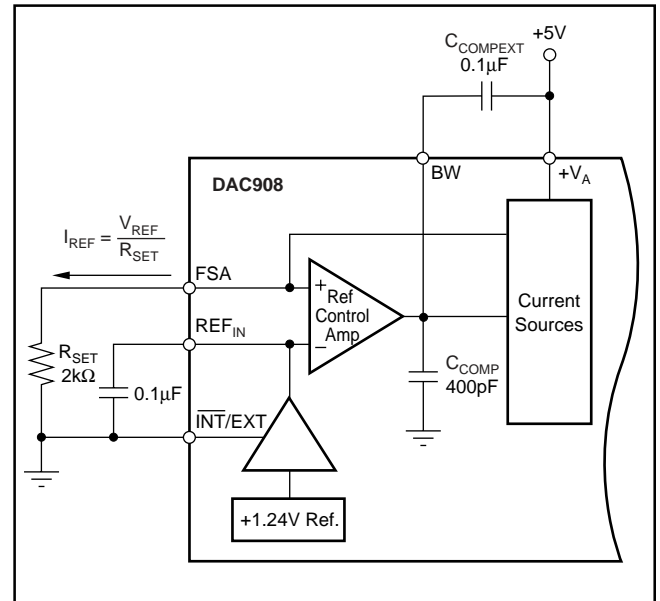 +5V
C_COMPEXT
0.1µF
BW
+V_A
DAC908
I_REF = V_REF / R_SET
FSA
+
Ref
Control
Amp
–
REF_IN
Current
Sources
R_SET
2kΩ
0.1µF
C_COMP
400pF
I̅N̅T̅/EXT
+1.24V Ref.